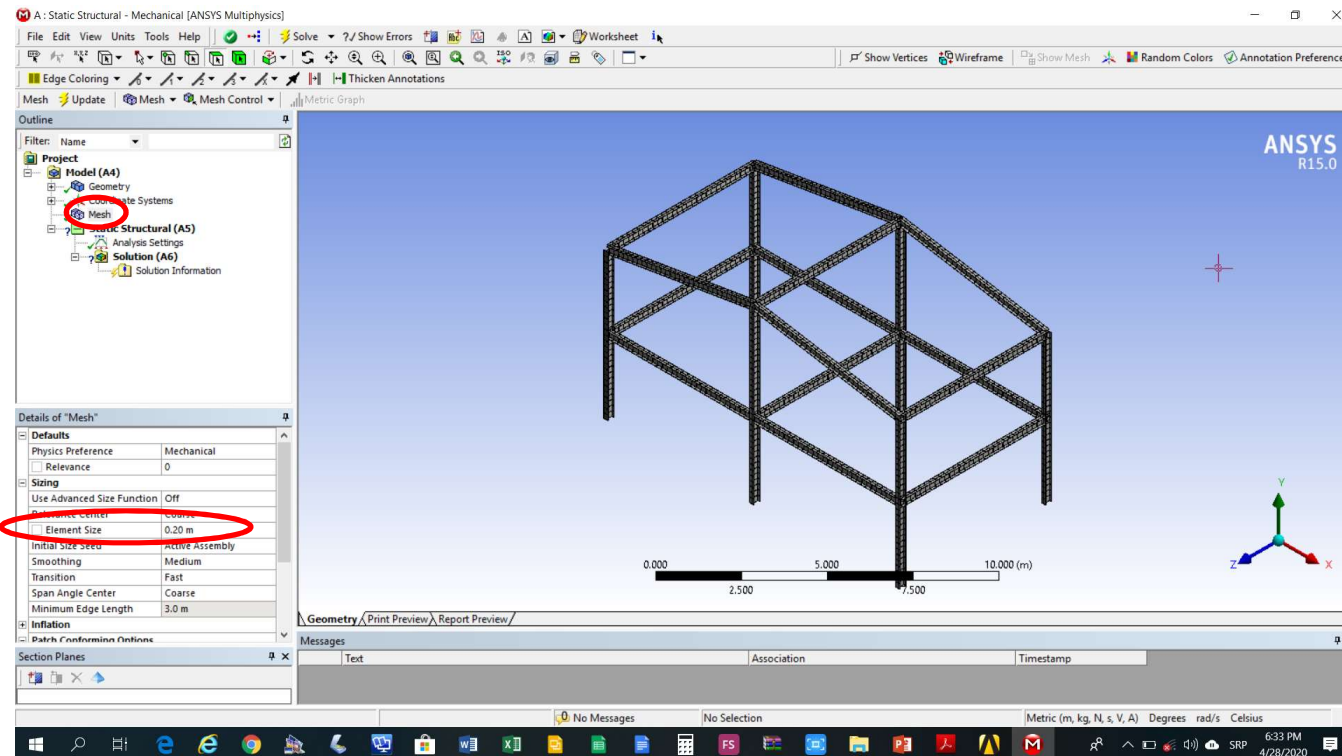 A : Static Structural - Mechanical [ANSYS Multiphysics]
File Edit View Units Tools Help Solve ?/ Show Errors Worksheet
Show Vertices Wireframe Show Mesh Random Colors Annotation Preference
Edge Coloring Thicken Annotations
Mesh Update Mesh Mesh Control Metric Graph
Outline
Filter: Name
Project
Model (A4)
Geometry
Coordinate Systems
Mesh
Static Structural (A5)
Analysis Settings
Solution (A6)
Solution Information
ANSYS
R15.0
Details of "Mesh"
Defaults
Physics Preference Mechanical
Relevance 0
Sizing
Use Advanced Size Function Off
Relevance Center Coarse
Element Size 0.20 m
Initial Size Seed Active Assembly
Smoothing Medium
Transition Fast
Span Angle Center Coarse
Minimum Edge Length 3.0 m
Inflation
Patch Conforming Options
0.000 5.000 10.000 (m)
2.500 7.500
Y
Z X
Geometry Print Preview Report Preview
Messages
Text Association Timestamp
Section Planes
0 No Messages No Selection Metric (m, kg, N, s, V, A) Degrees rad/s Celsius
SRP 6:33 PM
4/28/2020